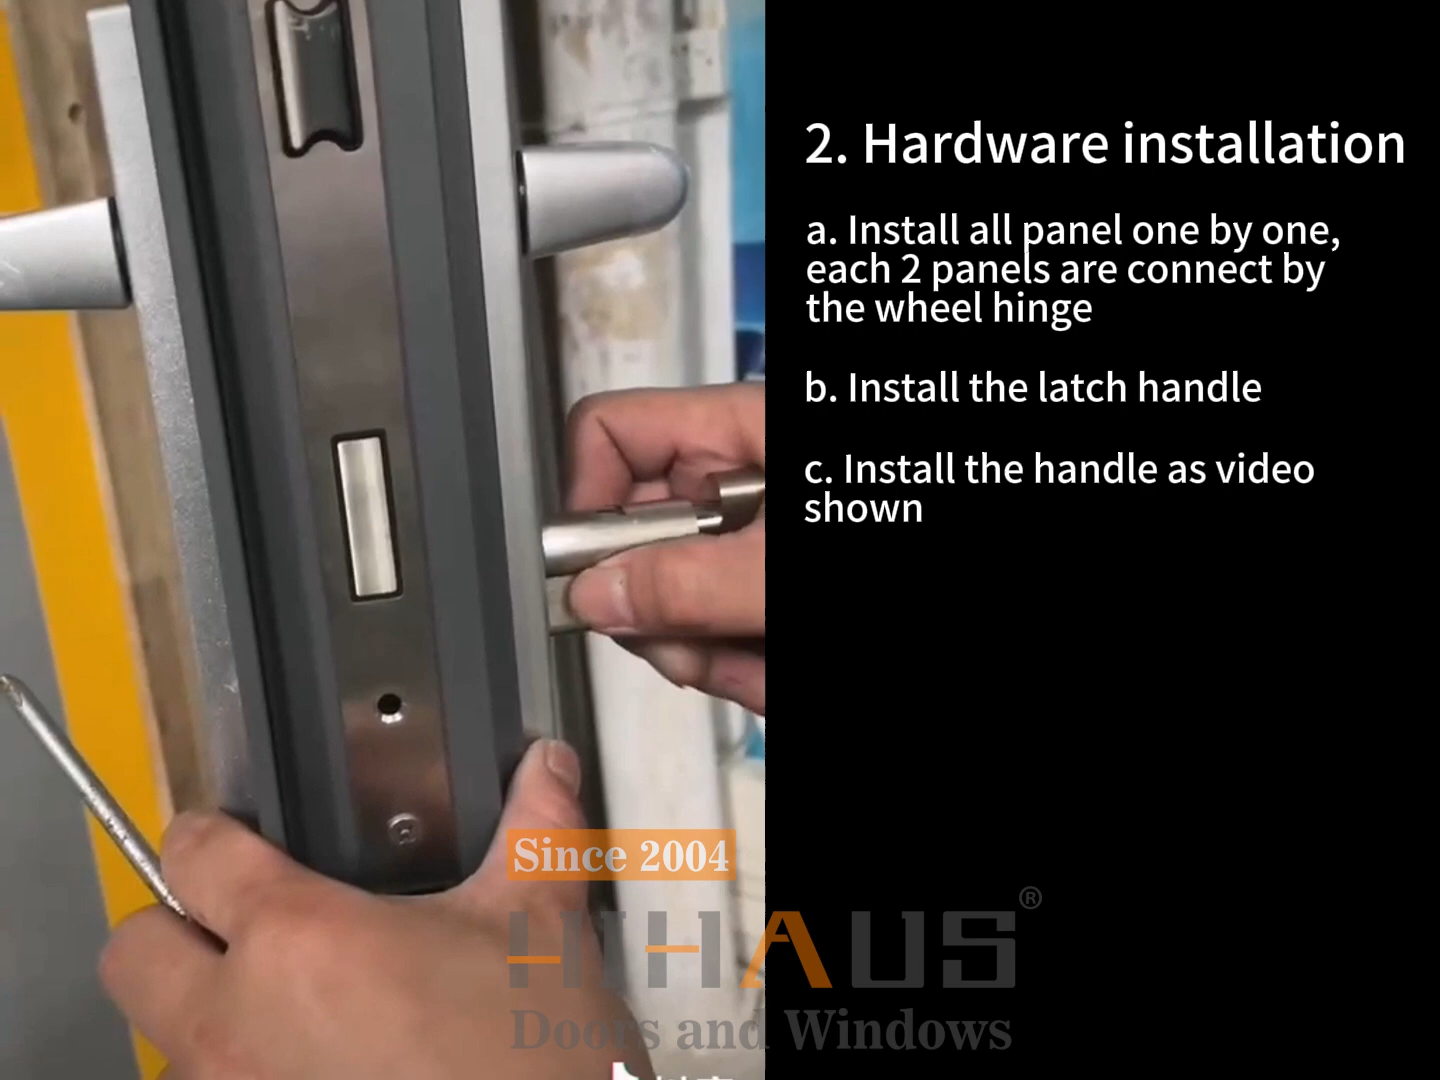 2. Hardware installation
a. Install all panel one by one,
each 2 panels are connect by
the wheel hinge
b. Install the latch handle
c. Install the handle as video
shown
Since 2004
HIHAUS®
Doors and Windows